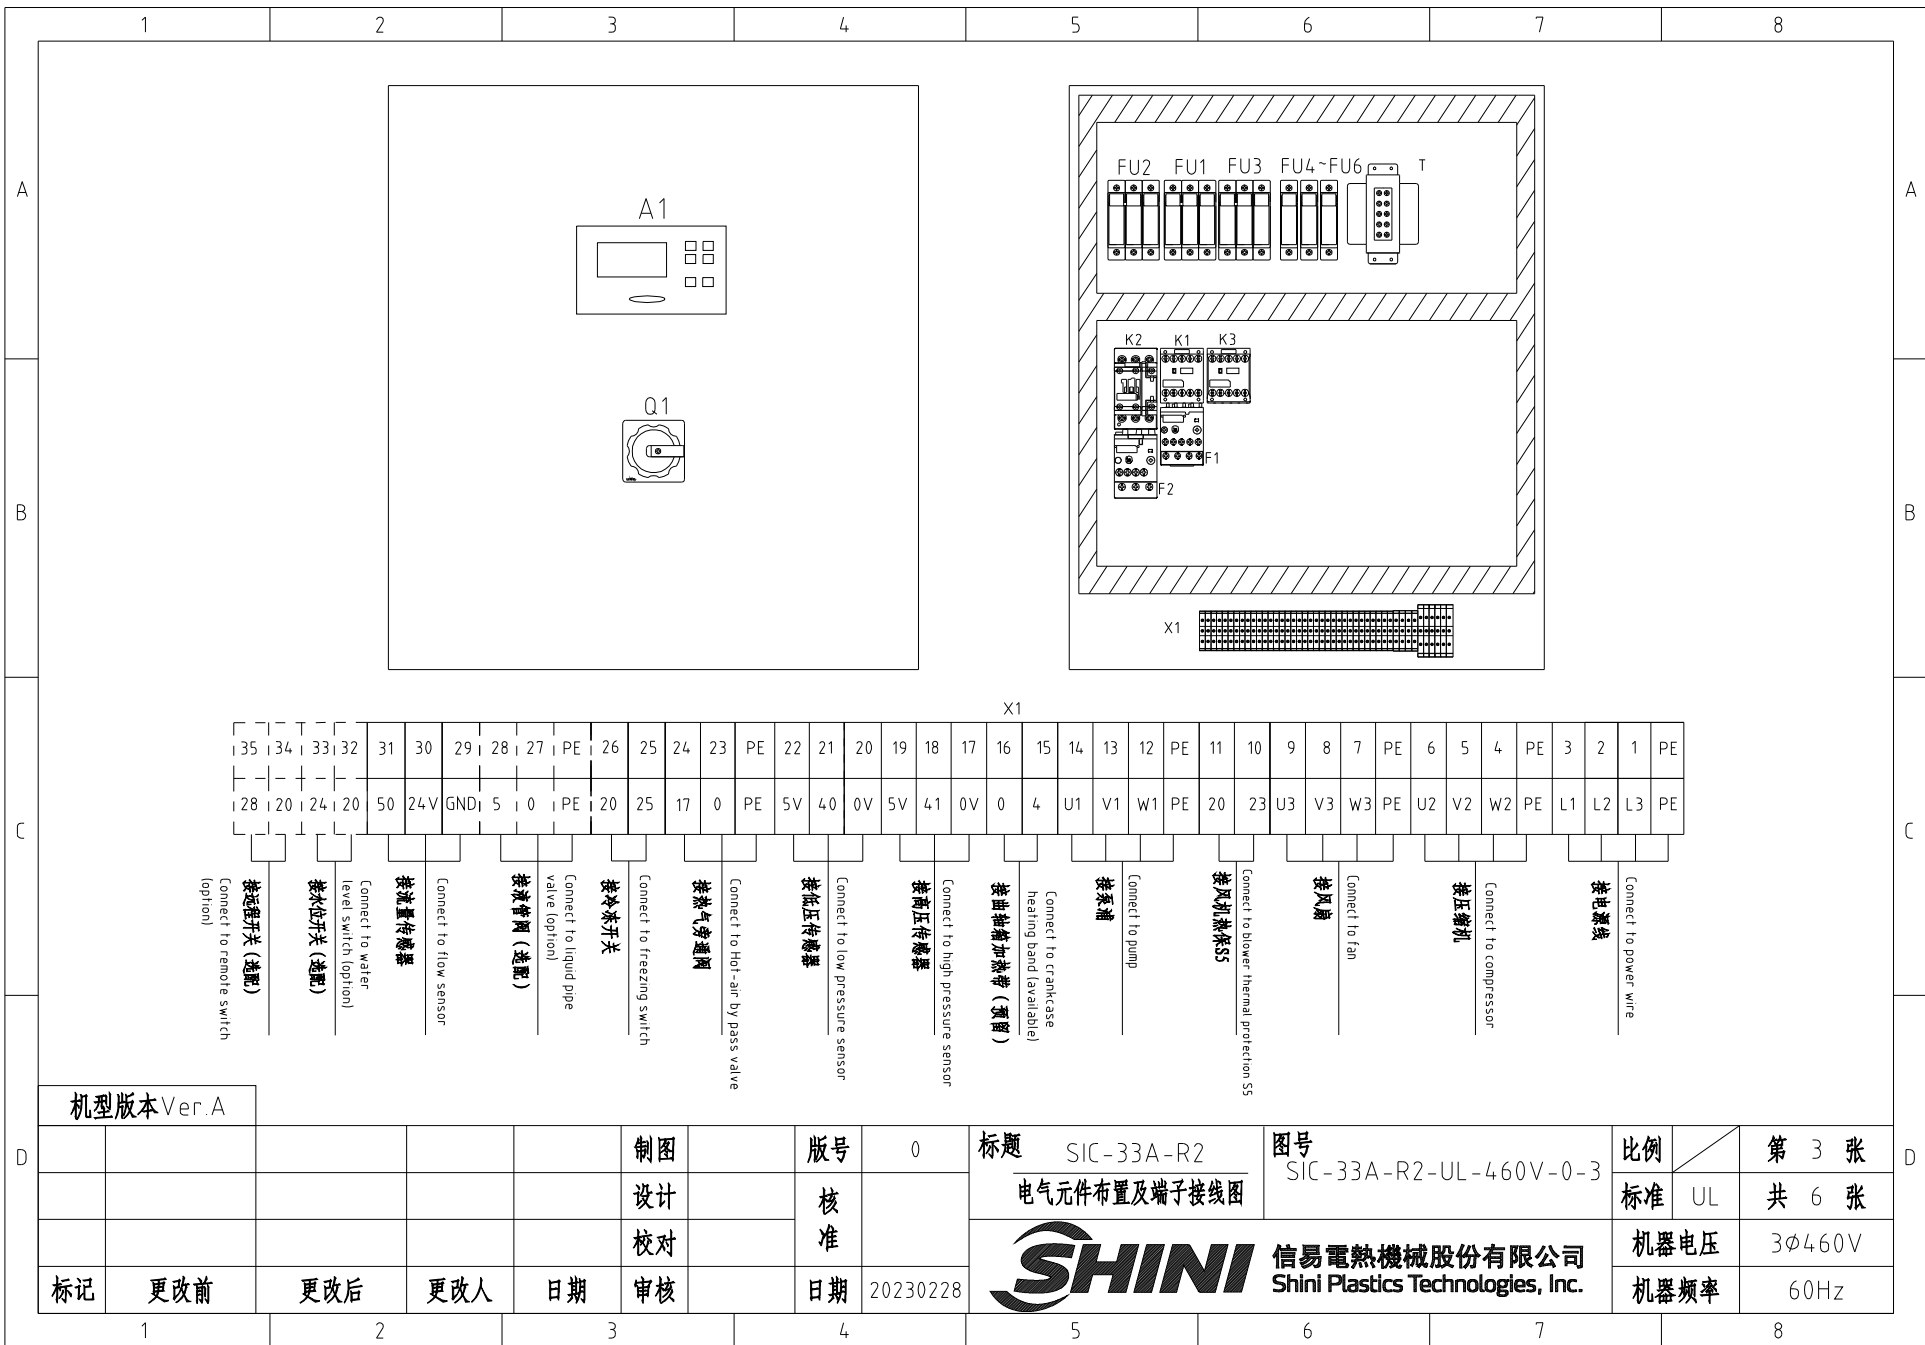 1 2 3 4 5 6 7 8
A A
A1
Q1
FU2 FU1 FU3 FU4~FU6 T
K2 K1 K3
F1
F2
B B
X1
X1
35 34 33 32 31 30 29 28 27 PE 26 25 24 23 PE 22 21 20 19 18 17 16 15 14 13 12 PE 11 10 9 8 7 PE 6 5 4 PE 3 2 1 PE
28 20 24 20 50 24V GND 5 0 PE 20 25 17 0 PE 5V 40 0V 5V 41 0V 0 4 U1 V1 W1 PE 20 23 U3 V3 W3 PE U2 V2 W2 PE L1 L2 L3 PE
C C
接远程开关（选配）
Connect to remote switch
(option)
接水位开关（选配）
Connect to water
level switch (option)
接流量传感器
Connect to flow sensor
接液管阀（选配）
Connect to liquid pipe
valve (option)
接冷冻开关
Connect to freezing switch
接热气旁通阀
Connect to Hot-air by pass valve
接低压传感器
Connect to low pressure sensor
接高压传感器
Connect to high pressure sensor
接曲轴箱加热带（预留）
Connect to crankcase
heating band (available)
接泵浦
Connect to pump
接风机热保S5
Connect to blower thermal protection S5
接风扇
Connect to fan
接压缩机
Connect to compressor
接电源线
Connect to power wire
机型版本Ver.A
D D
制图 版号 0
设计 核准
校对
标记 更改前 更改后 更改人 日期 审核 日期 20230228
标题 SIC-33A-R2
电气元件布置及端子接线图
图号 SIC-33A-R2-UL-460V-0-3
比例 第 3 张
标准 UL 共 6 张
机器电压 3Φ460V
机器频率 60Hz
SHINI
信易電熱機械股份有限公司
Shini Plastics Technologies, Inc.
1 2 3 4 5 6 7 8